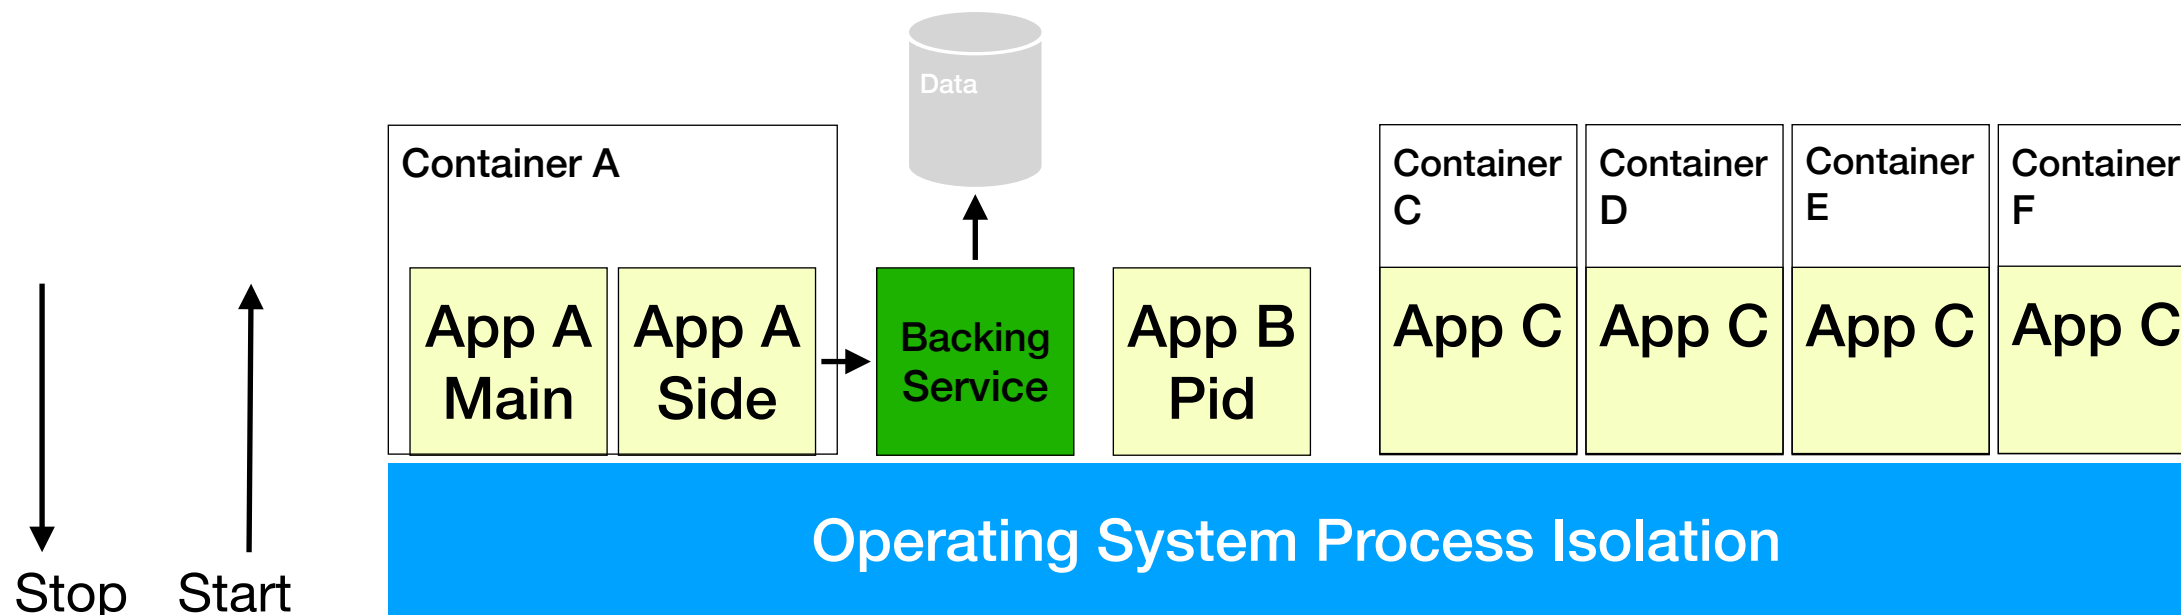 Data
Container A
Container
C
Container
D
Container
E
Container
F
App A
Main
App A
Side
Backing
Service
App B
Pid
App C
App C
App C
App C
Operating System Process Isolation
Stop
Start